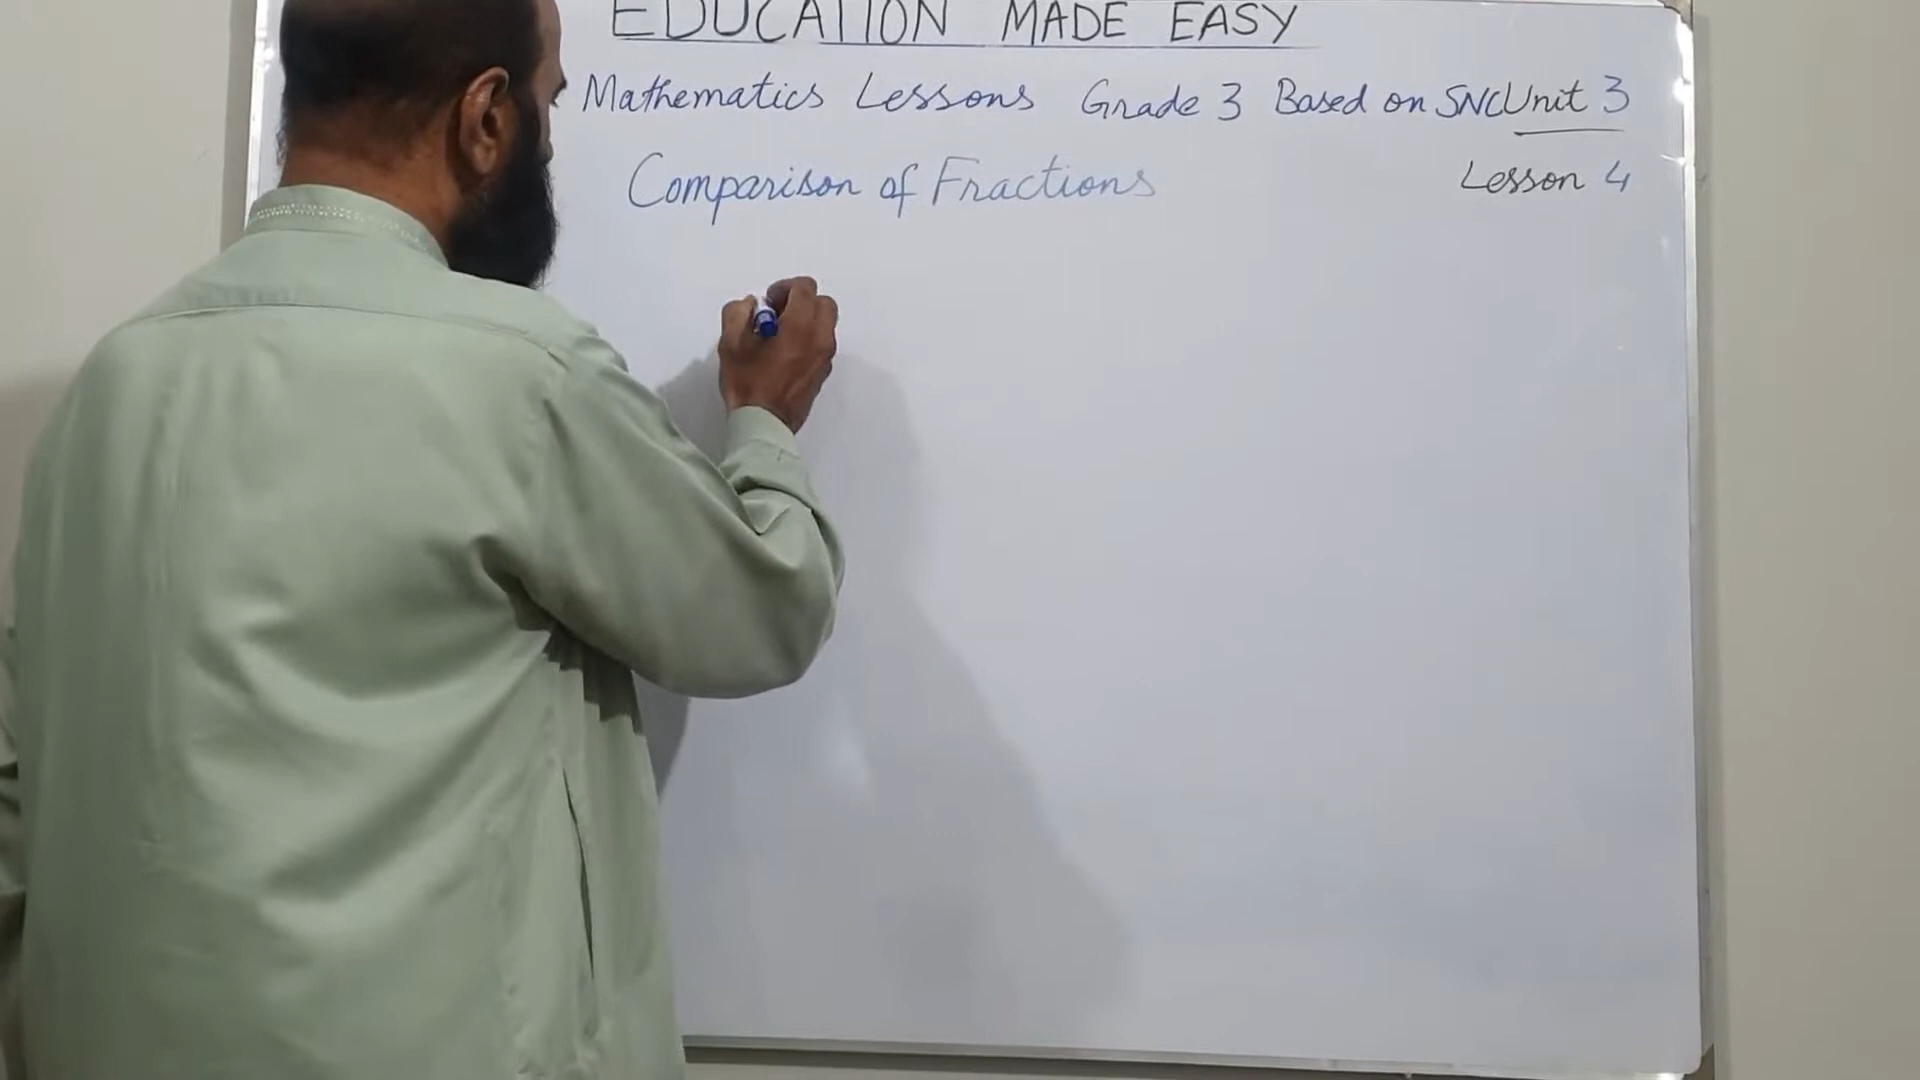 EDUCATION MADE EASY
Mathematics Lessons Grade 3 Based on SNC Unit 3
Comparison of Fractions Lesson 4